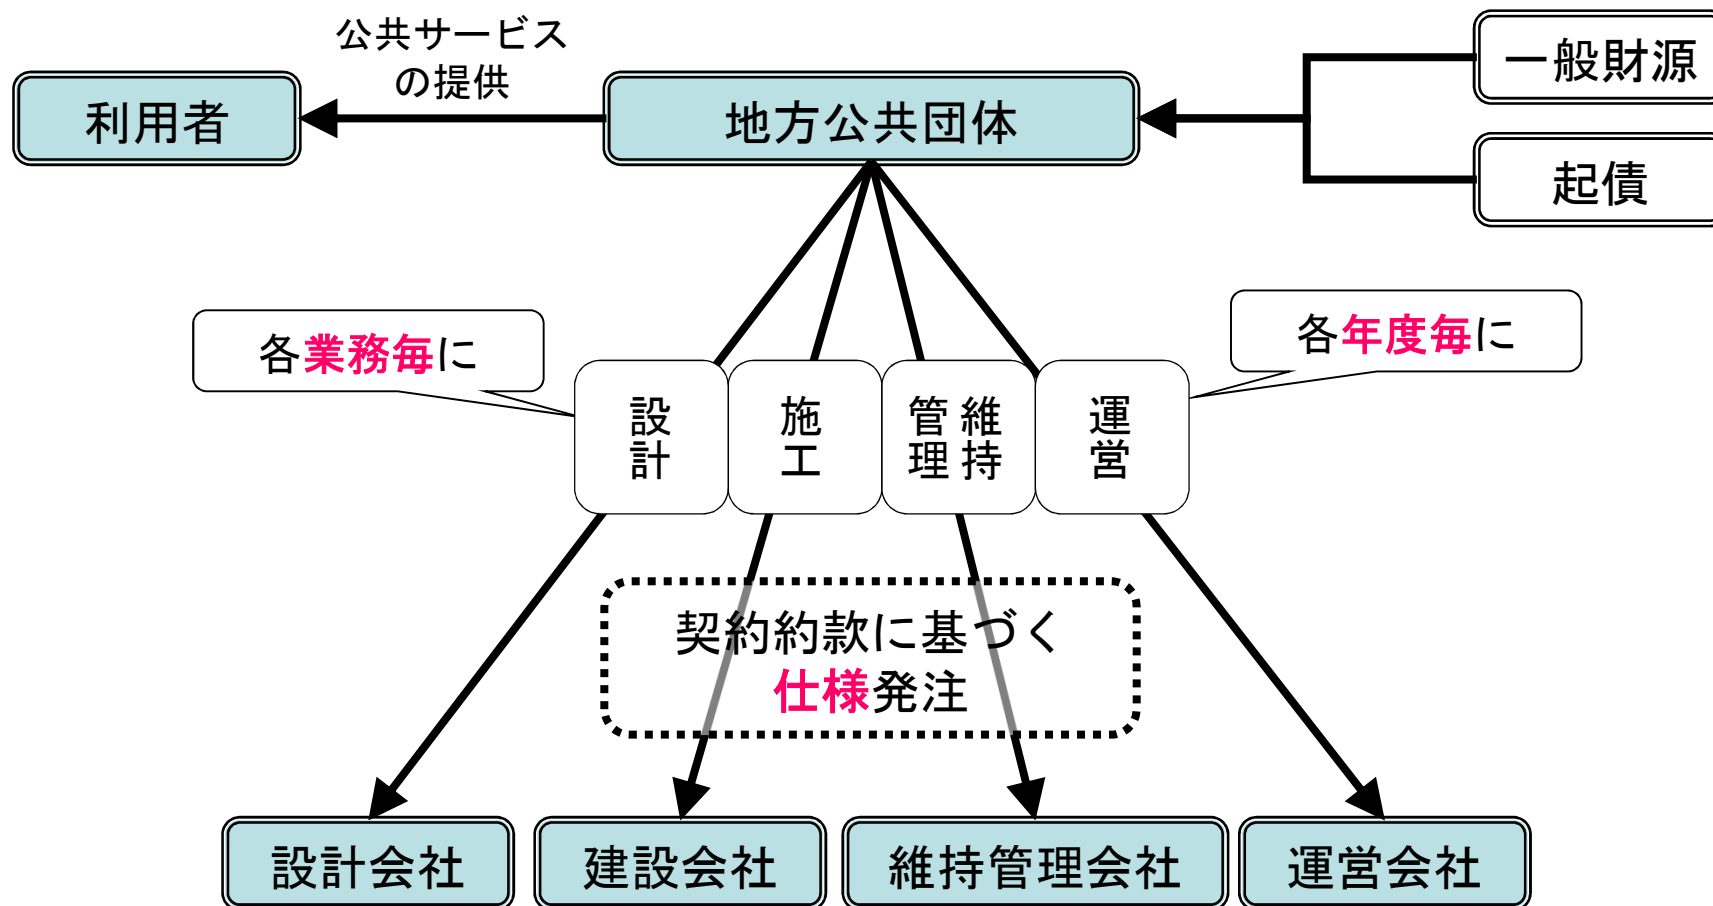 公共サービス
の提供
利用者
地方公共団体
一般財源
起債
各業務毎に
各年度毎に
設計
施工
維持
管理
運営
契約約款に基づく
仕様発注
設計会社
建設会社
維持管理会社
運営会社